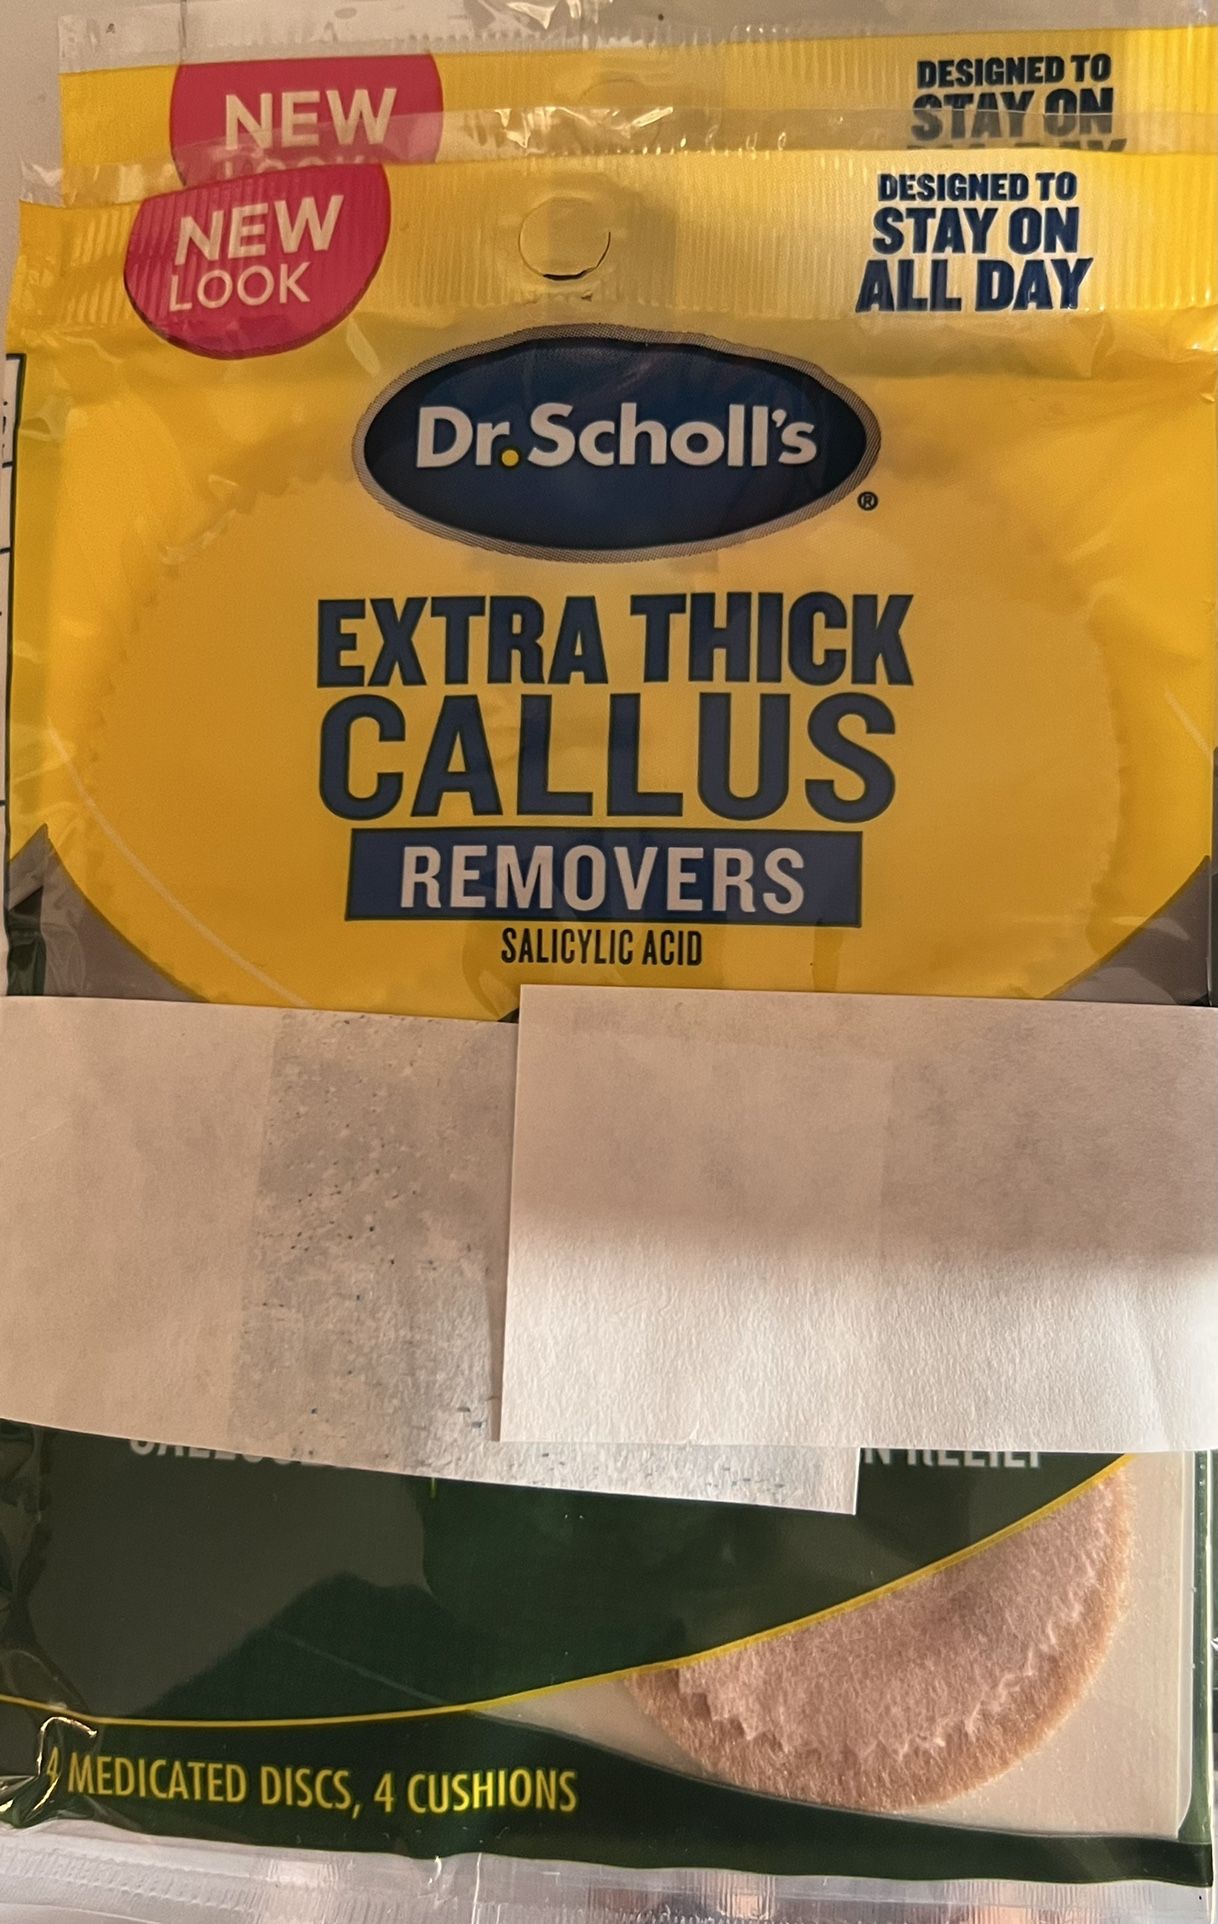 NEW
DESIGNED TO
STAY ON
NEW
LOOK
DESIGNED TO
STAY ON
ALL DAY
Dr. Scholl's
®
EXTRA THICK
CALLUS
REMOVERS
SALICYLIC ACID
RELIEF
4 MEDICATED DISCS, 4 CUSHIONS